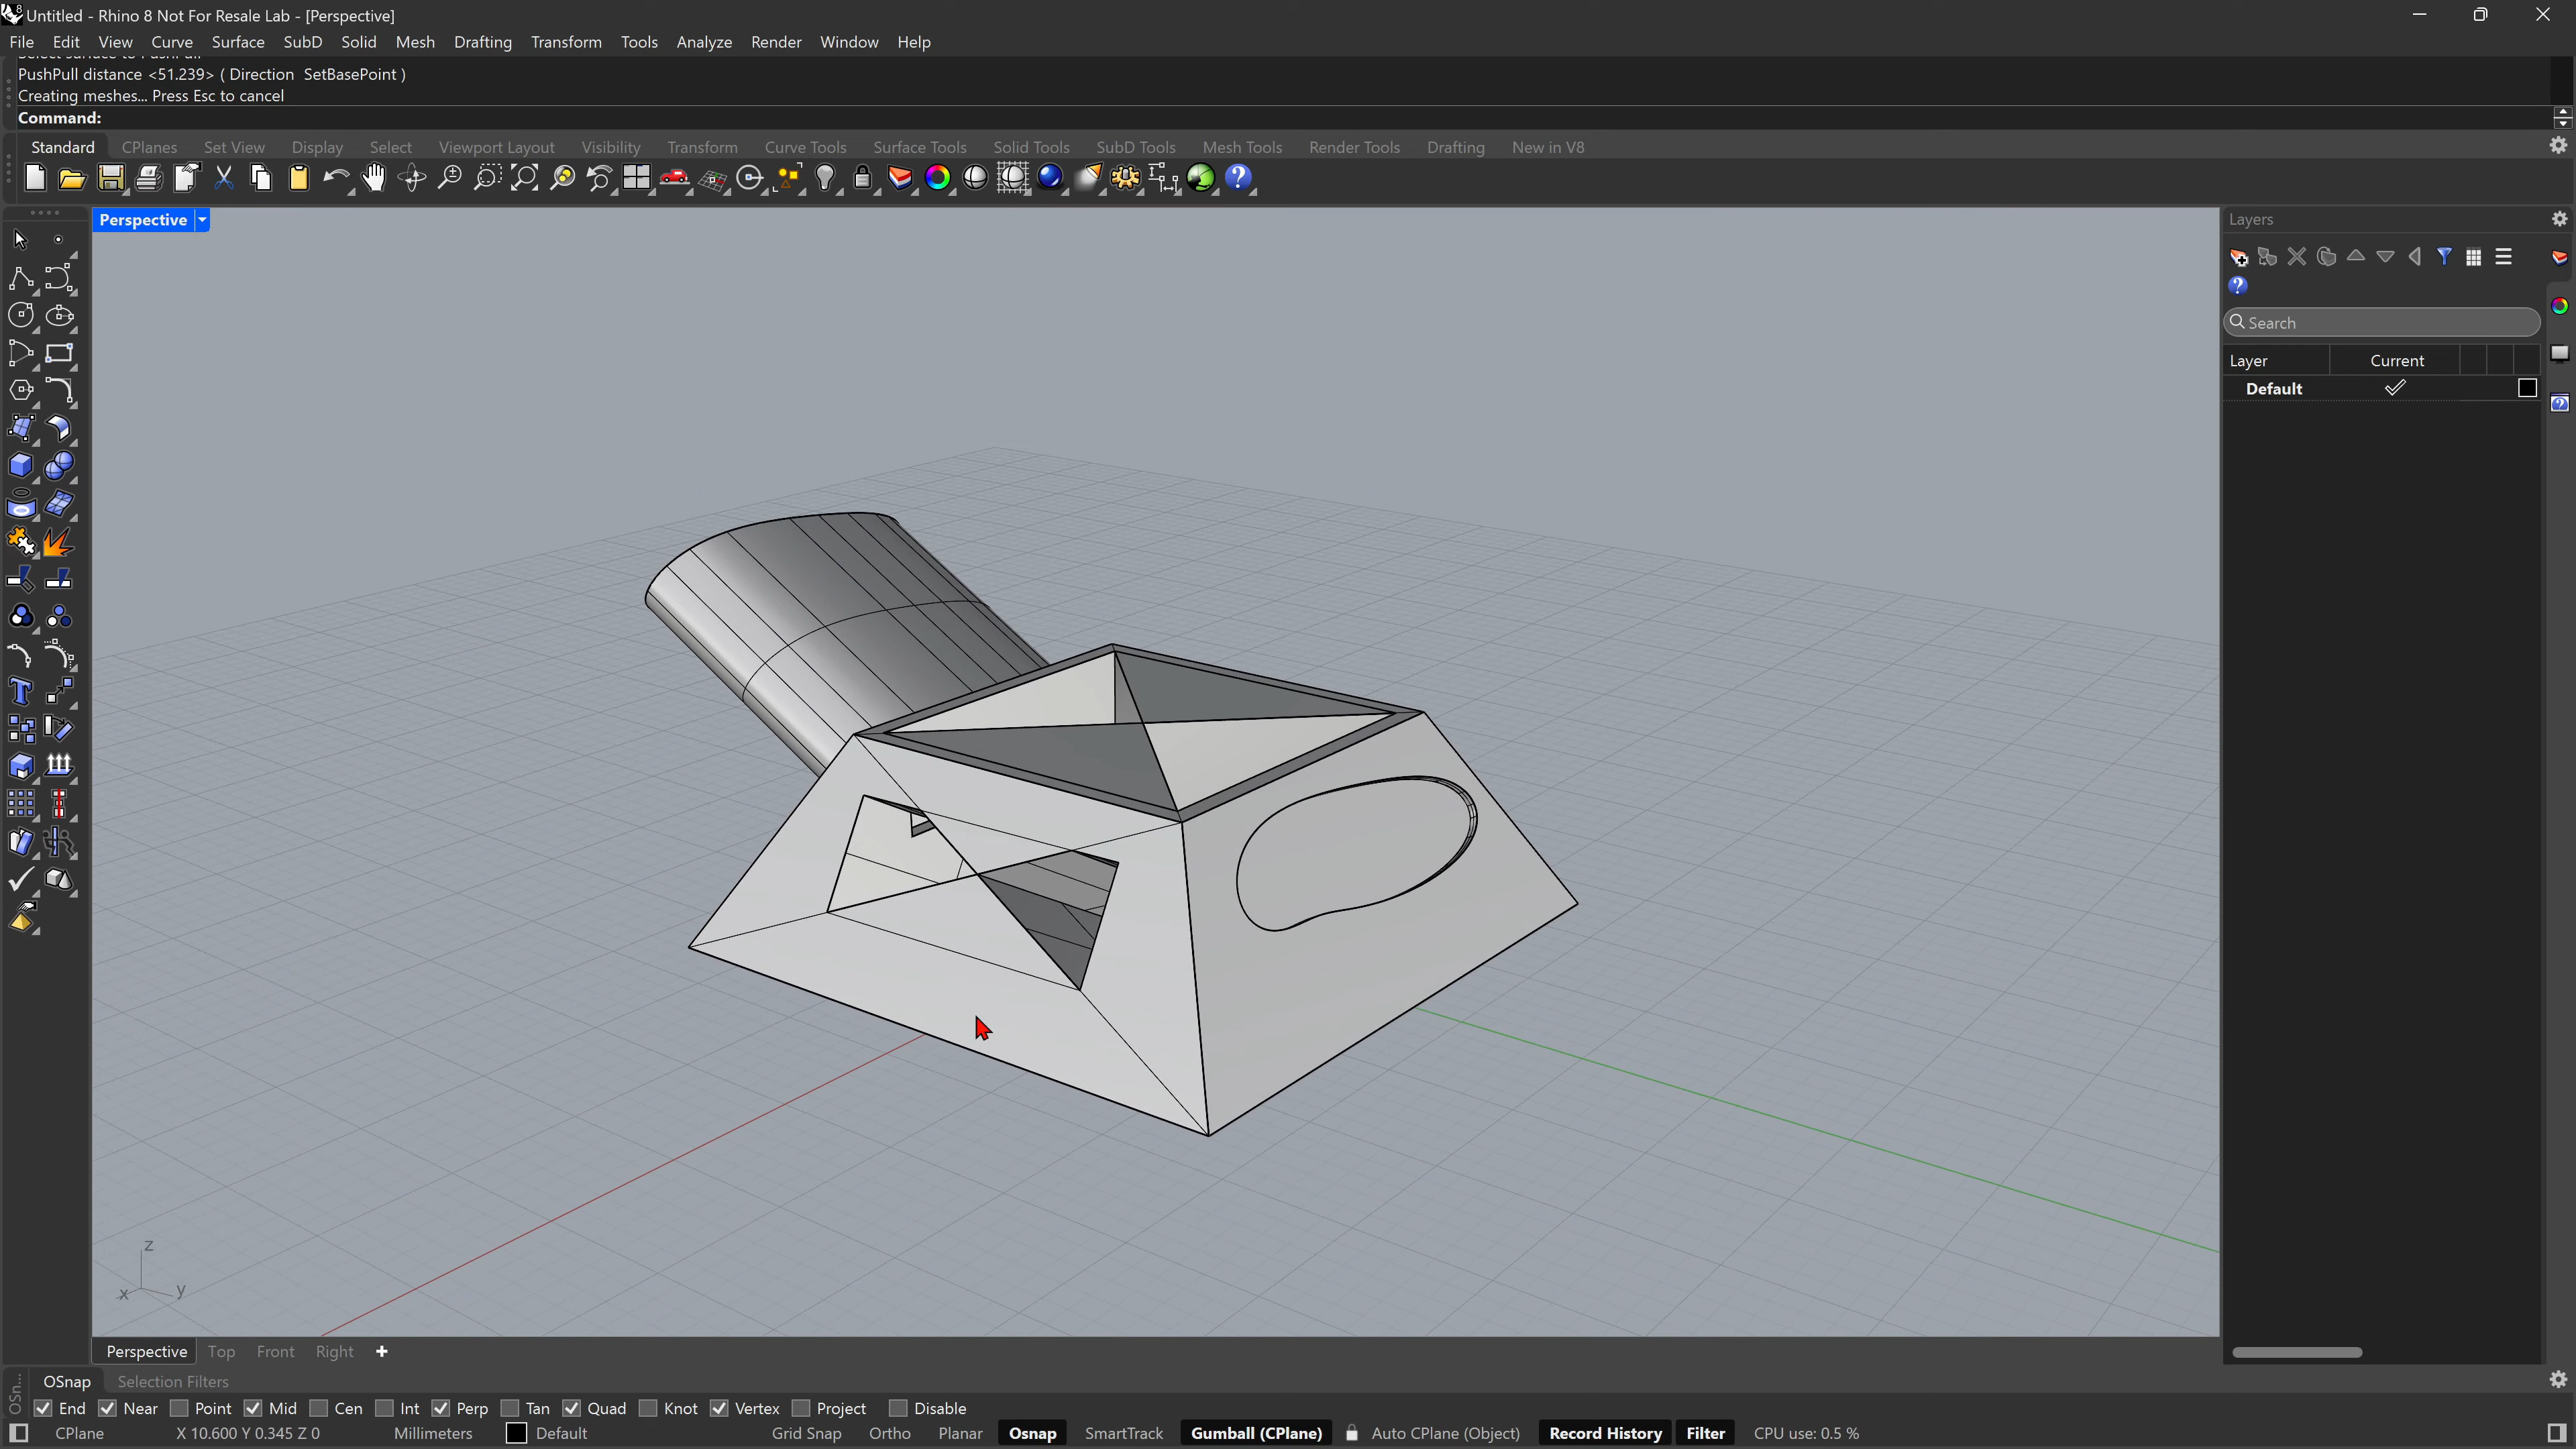 8 Untitled - Rhino 8 Not For Resale Lab - [Perspective]
File Edit View Curve Surface SubD Solid Mesh Drafting Transform Tools Analyze Render Window Help
PushPull distance <51.239> ( Direction SetBasePoint )
Creating meshes... Press Esc to cancel
Command:
Standard CPlanes Set View Display Select Viewport Layout Visibility Transform Curve Tools Surface Tools Solid Tools SubD Tools Mesh Tools Render Tools Drafting New in V8
Perspective
Layers
Search
Layer Current
Default
z
x y
Perspective Top Front Right
OSn...
OSnap Selection Filters
End Near Point Mid Cen Int Perp Tan Quad Knot Vertex Project Disable
CPlane X 10.600 Y 0.345 Z 0 Millimeters Default Grid Snap Ortho Planar Osnap SmartTrack Gumball (CPlane) Auto CPlane (Object) Record History Filter CPU use: 0.5 %